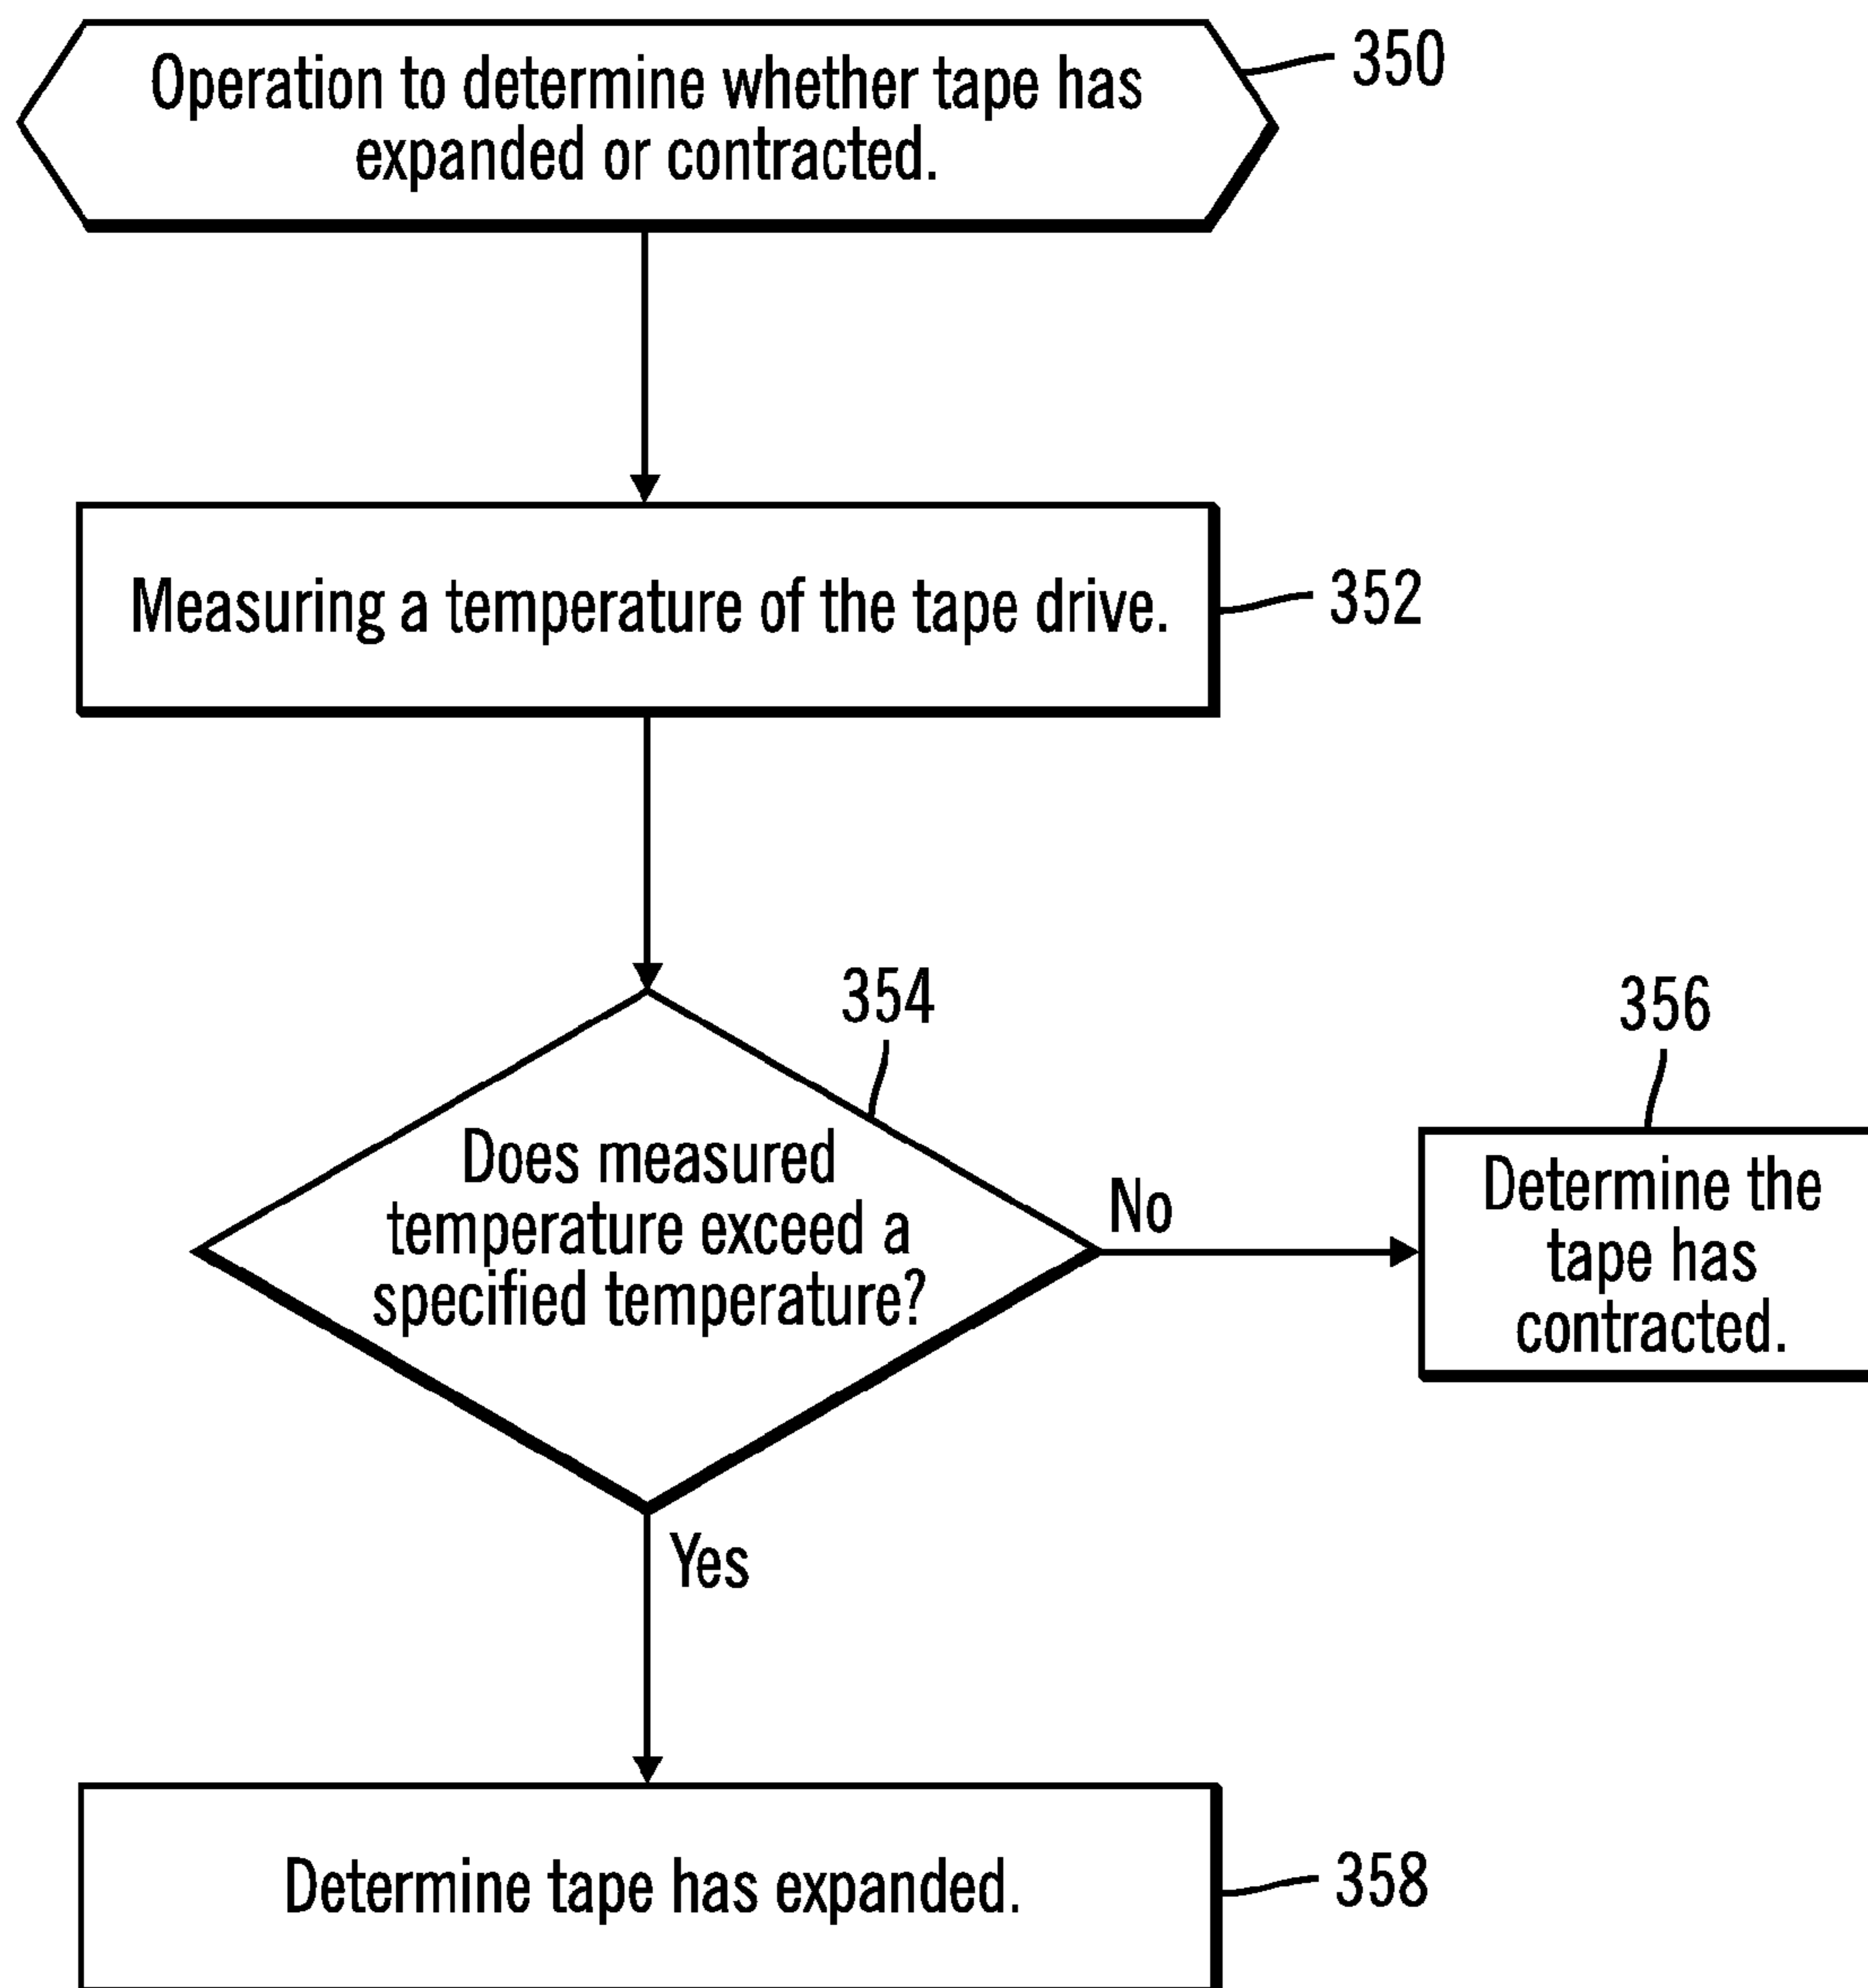 Operation to determine whether tape has
expanded or contracted.
350
Measuring a temperature of the tape drive.
352
354
Does measured
temperature exceed a
specified temperature?
No
356
Determine the
tape has
contracted.
Yes
Determine tape has expanded.
358